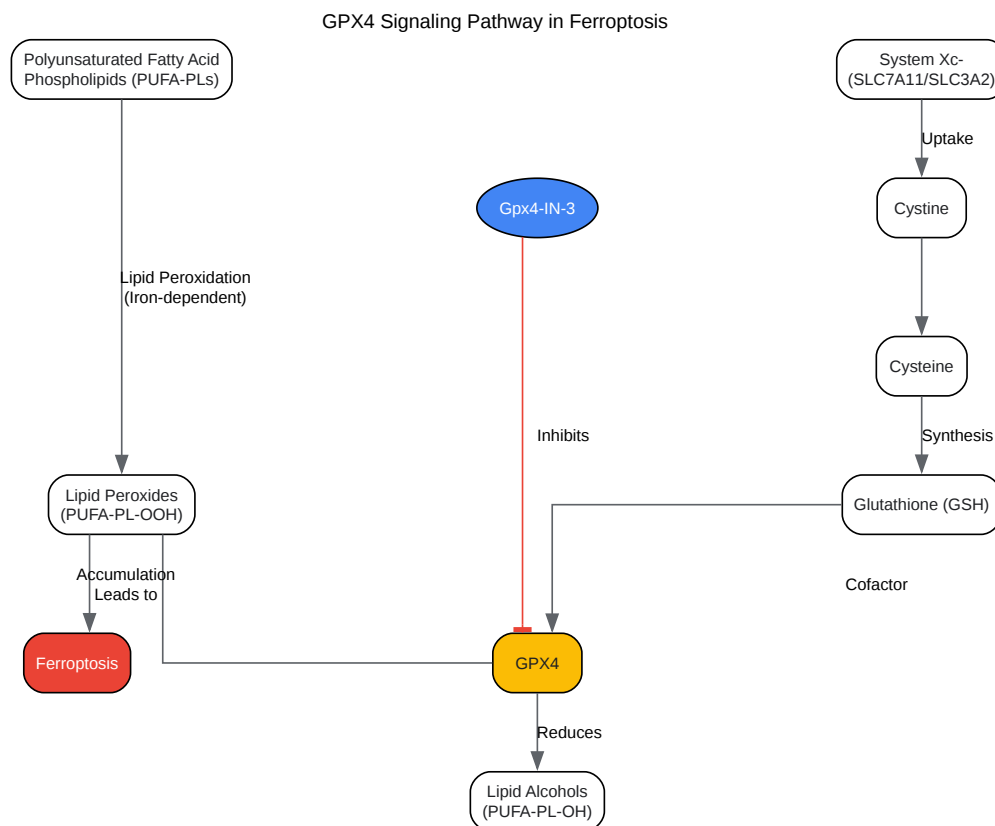 GPX4 Signaling Pathway in Ferroptosis
Polyunsaturated Fatty Acid
Phospholipids (PUFA-PLs)
System Xc-
(SLC7A11/SLC3A2)
Uptake
Gpx4-IN-3
Cystine
Lipid Peroxidation
(Iron-dependent)
Cysteine
Inhibits
Synthesis
Lipid Peroxides
(PUFA-PL-OOH)
Glutathione (GSH)
Accumulation
Leads to
Cofactor
Ferroptosis
GPX4
Reduces
Lipid Alcohols
(PUFA-PL-OH)